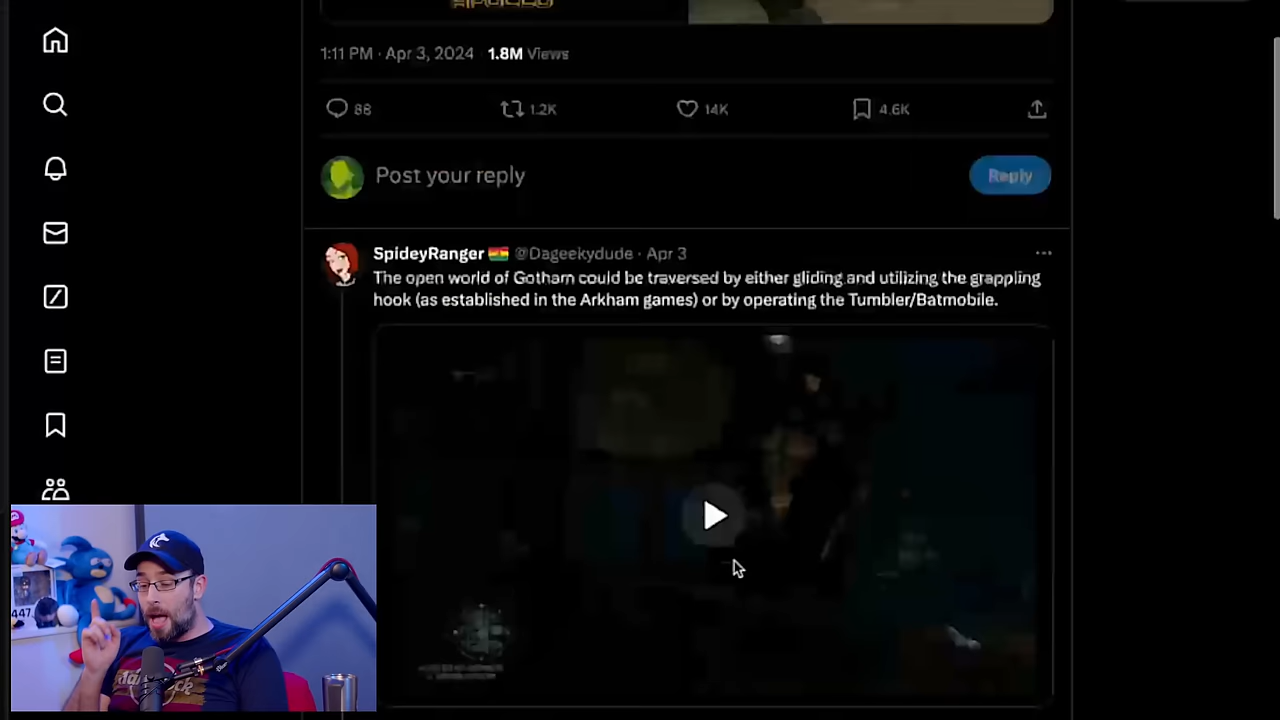 1:11 PM · Apr 3, 2024 · 1.8M Views
88 1.2K 14K 4.6K
Post your reply
Reply
SpideyRanger @Dageekydude · Apr 3
The open world of Gotham could be traversed by either gliding and utilizing the grappling
hook (as established in the Arkham games) or by operating the Tumbler/Batmobile.
447